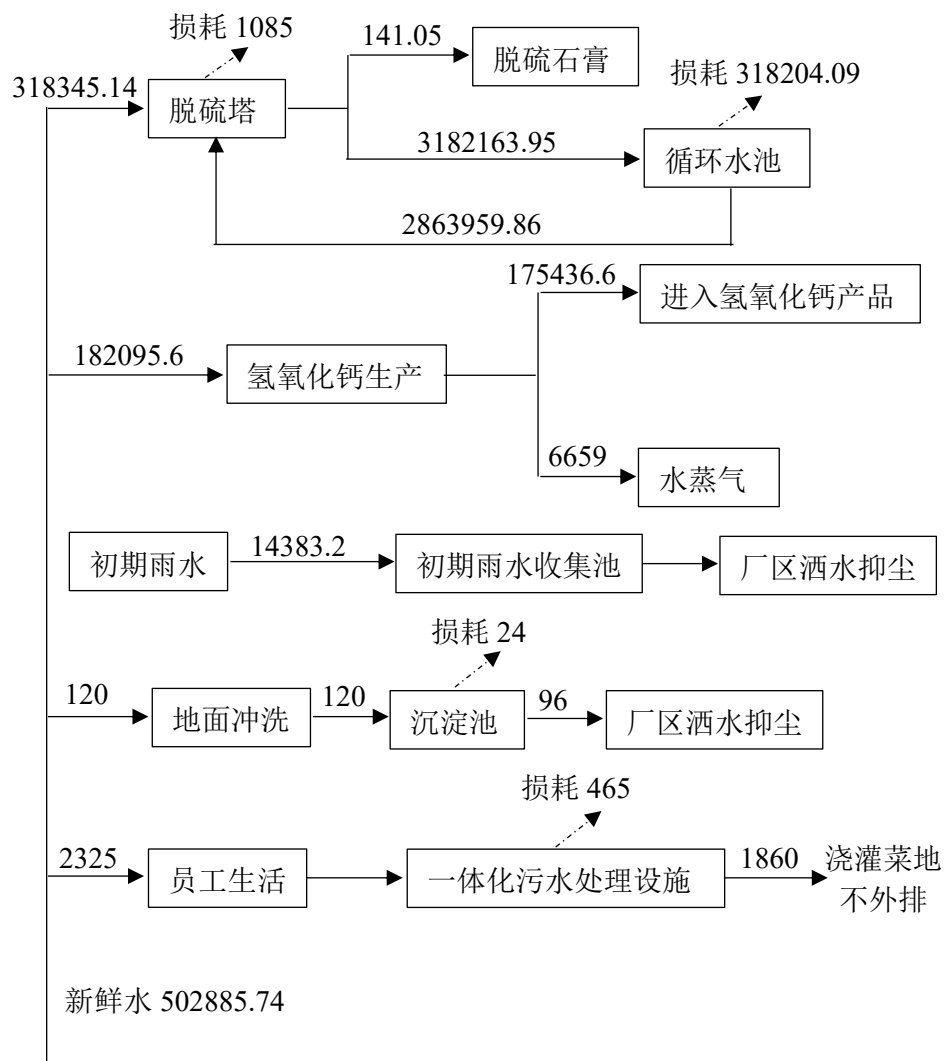 损耗 1085
141.05
脱硫石膏
损耗 318204.09
318345.14
脱硫塔
3182163.95
循环水池
2863959.86
175436.6
进入氢氧化钙产品
182095.6
氢氧化钙生产
6659
水蒸气
初期雨水
14383.2
初期雨水收集池
厂区洒水抑尘
损耗 24
120
地面冲洗
120
沉淀池
96
厂区洒水抑尘
损耗 465
2325
员工生活
一体化污水处理设施
1860
浇灌菜地
不外排
新鲜水 502885.74